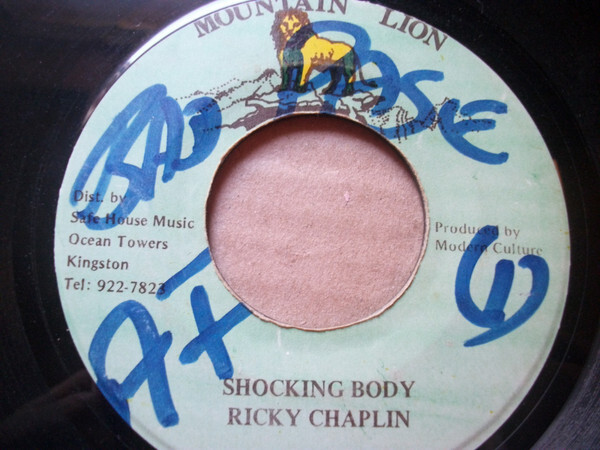 MOUNTAIN LION
Dist. by
Safe House Music
Ocean Towers
Kingston
Tel: 922-7823
Produced by
Modern Culture
A+
SHOCKING BODY
RICKY CHAPLIN